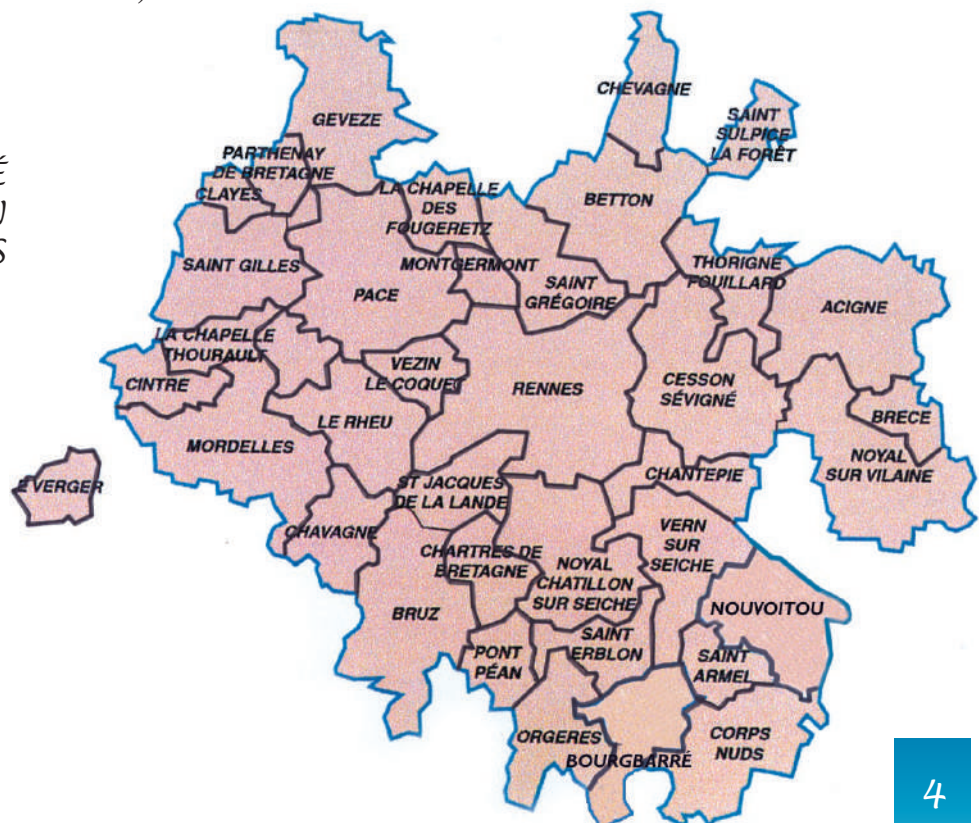 CHEVAGNE
GEVEZE
SAINT
SULPICE
LA FORÊT
PARTHENAY
DE BRETAGNE
CLAYES
LA CHAPELLE
DES
FOUGERETZ
BETTON
SAINT GILLES
MONTGERMONT
THORIGNE
FOUILLARD
PACE
SAINT
GRÉGOIRE
ACIGNE
LA CHAPELLE
THOURAULT
CINTRE
VEZIN
LE COQUET
RENNES
CESSON
SÉVIGNÉ
BRECE
LE RHEU
MORDELLES
NOYAL
SUR VILAINE
E VERGER
ST JACQUES
DE LA LANDE
CHANTEPIE
CHAVAGNE
VERN
SUR
SEICHE
CHARTRES DE
BRETAGNE
NOYAL
CHATILLON
SUR SEICHE
BRUZ
NOUVOITOU
SAINT
ERBLON
PONT
PÉAN
SAINT
ARMEL
ORGERES
BOURGBARRÉ
CORPS
NUDS
4